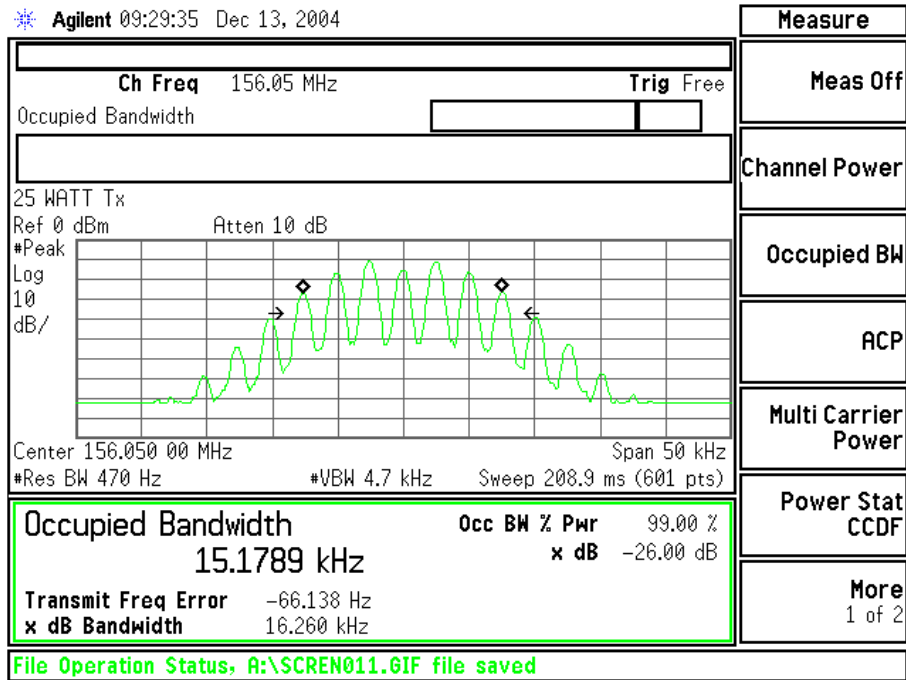 Agilent 09:29:35 Dec 13, 2004
Ch Freq 156.05 MHz Trig Free
Occupied Bandwidth
25 WATT Tx
Ref 0 dBm Atten 10 dB
#Peak
Log
10
dB/
Center 156.050 00 MHz Span 50 kHz
#Res BW 470 Hz #VBW 4.7 kHz Sweep 208.9 ms (601 pts)
Occupied Bandwidth Occ BW % Pwr 99.00 %
15.1789 kHz x dB -26.00 dB
Transmit Freq Error -66.138 Hz
x dB Bandwidth 16.260 kHz
File Operation Status, A:\SCREN011.GIF file saved
Measure
Meas Off
Channel Power
Occupied BW
ACP
Multi Carrier
Power
Power Stat
CCDF
More
1 of 2